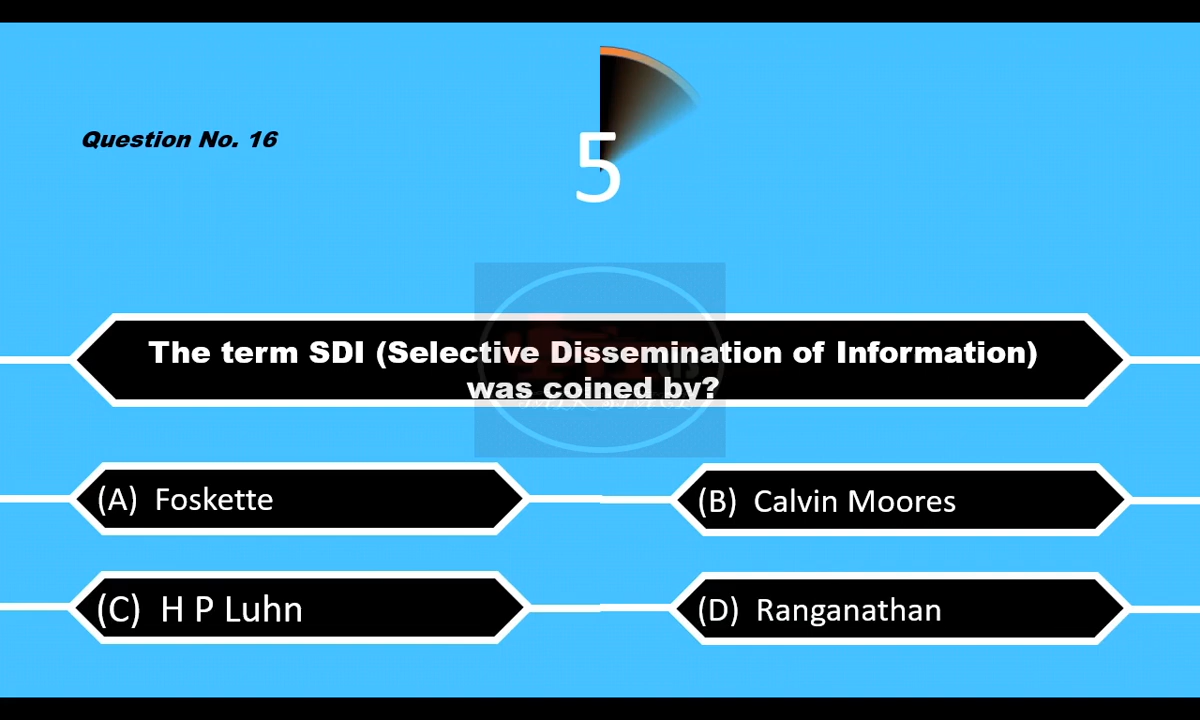 Question No. 16
5
The term SDI (Selective Dissemination of Information)
was coined by?
(A) Foskette
(B) Calvin Moores
(C) H P Luhn
(D) Ranganathan